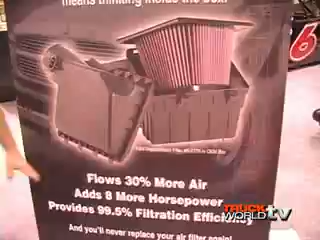 means thinking inside the box!
6
Flows 30% More Air
Adds 8 More Horsepower
Provides 99.5% Filtration Efficiency
TRUCK
WORLD tv
And you'll never replace your air filter again!